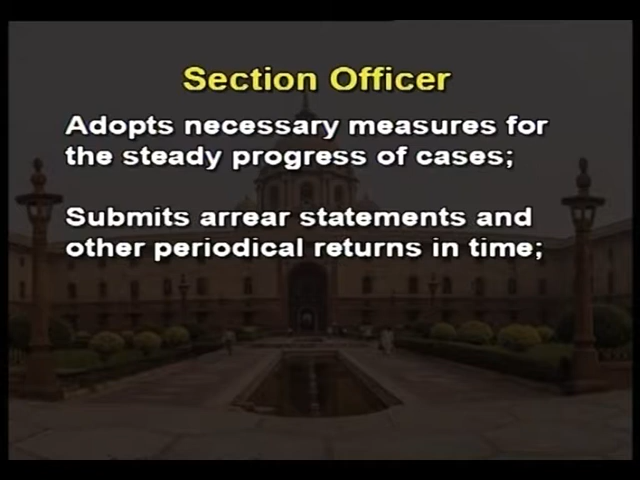 Section Officer
Adopts necessary measures for
the steady progress of cases;
Submits arrear statements and
other periodical returns in time;